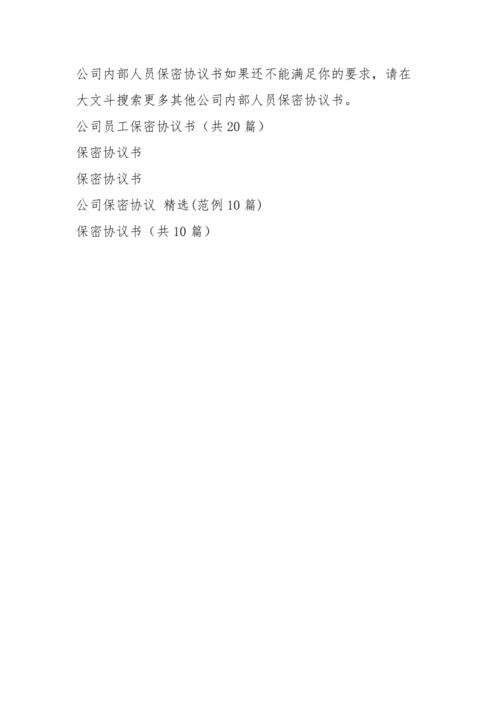 公司内部人员保密协议书如果还不能满足你的要求，请在
大文斗搜索更多其他公司内部人员保密协议书。
公司员工保密协议书（共20篇）
保密协议书
保密协议书
公司保密协议 精选(范例10篇)
保密协议书（共10篇）